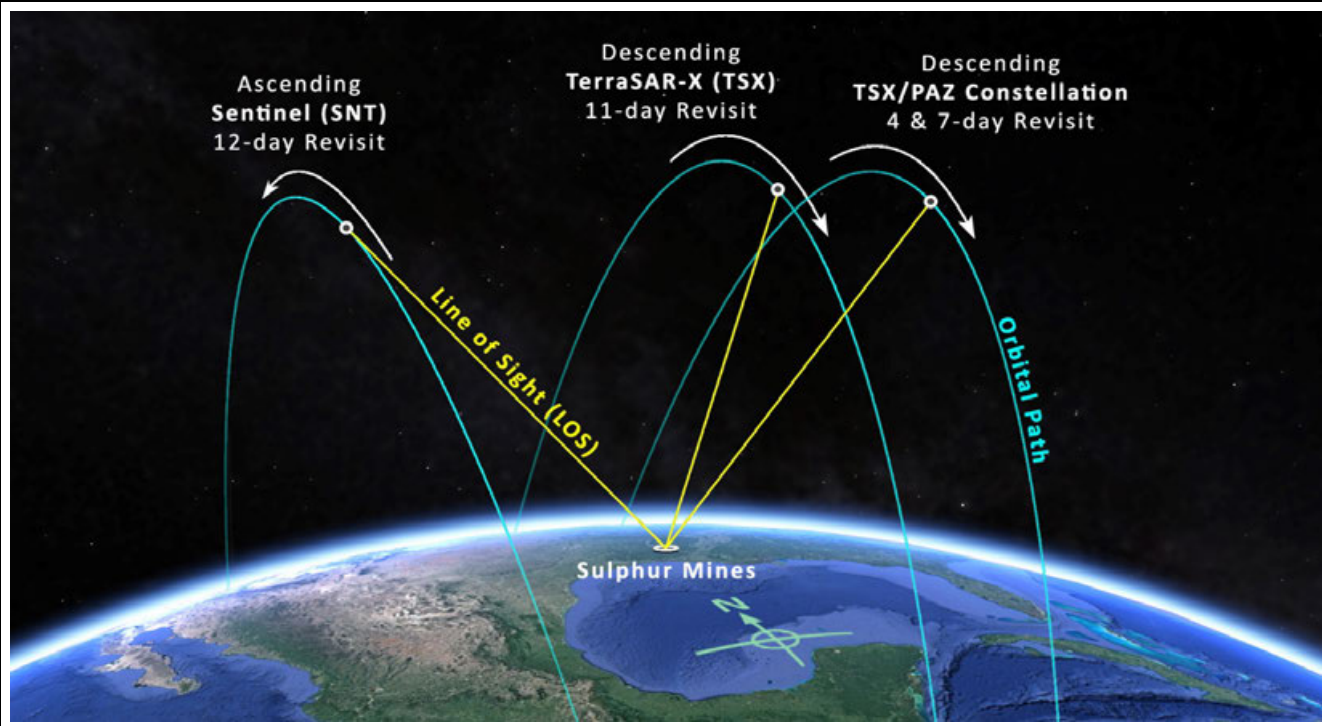 Ascending
Sentinel (SNT)
12-day Revisit
Descending
TerraSAR-X (TSX)
11-day Revisit
Descending
TSX/PAZ Constellation
4 & 7-day Revisit
Line of Sight (LOS)
Orbital Path
Sulphur Mines
N